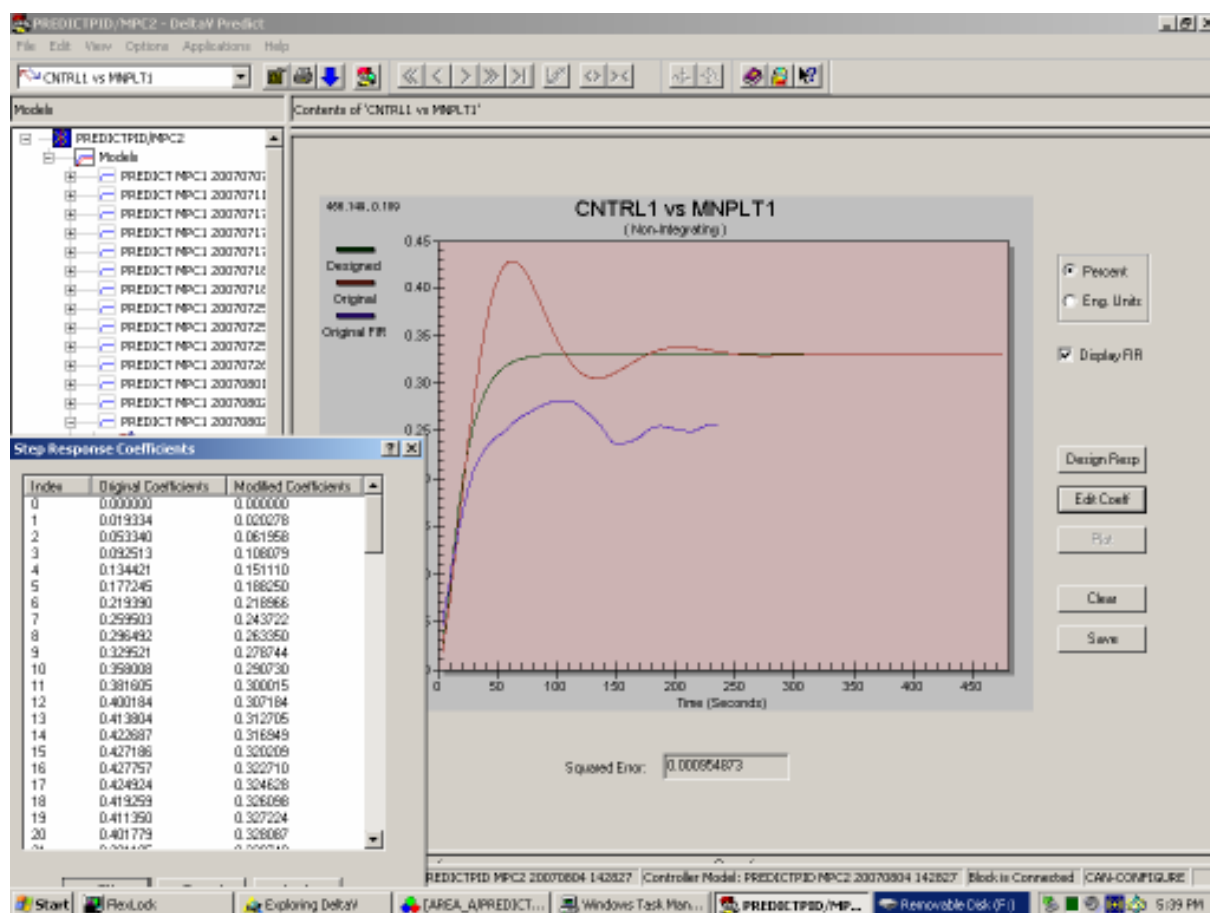 PREDICTPID/MPC2 - DeltaV Predict
File Edit View Options Applications Help
CNTRL1 vs MNPLT1
Models
Contents of 'CNTRL1 vs MNPLT1'
PREDICTPID/MPC2
Models
PREDICT MPC1 20070707
PREDICT MPC1 20070711
PREDICT MPC1 20070717
PREDICT MPC1 20070717
PREDICT MPC1 20070717
PREDICT MPC1 20070718
PREDICT MPC1 20070718
PREDICT MPC1 20070725
PREDICT MPC1 20070725
PREDICT MPC1 20070725
PREDICT MPC1 20070726
PREDICT MPC1 20070801
PREDICT MPC1 20070802
PREDICT MPC1 20070802
CNTRL1 vs MNPLT1
(Non-Integrating)
Designed
Original
Original FIR
0.45
0.40
0.35
0.30
0.25
0 50 100 150 200 250 300 350 400 450
Time (Seconds)
Squared Error: 0.000954873
Percent
Eng. Units
Display FIR
Design Resp
Edit Coeff
Plot
Clear
Save
Step Response Coefficients
Index Original Coefficients Modified Coefficients
0 0.000000 0.000000
1 0.019334 0.020278
2 0.053340 0.061958
3 0.092513 0.108079
4 0.134421 0.151110
5 0.177245 0.188250
6 0.219390 0.218966
7 0.259503 0.243722
8 0.296492 0.263350
9 0.329521 0.278744
10 0.358008 0.290730
11 0.381605 0.300015
12 0.400184 0.307184
13 0.413804 0.312705
14 0.422687 0.316949
15 0.427186 0.320209
16 0.427757 0.322710
17 0.424924 0.324628
18 0.419259 0.326098
19 0.411350 0.327224
20 0.401779 0.328087
REDICTPID MPC2 20070804 142827 Controller Model: PREDICTPID MPC2 20070804 142827 Block is Connected CAN-CONFIGURE
Start FlexLock Exploring DeltaV [AREA_A/PREDICT... Windows Task Man... PREDICTPID/MP... Removable Disk (F:) 5:39 PM